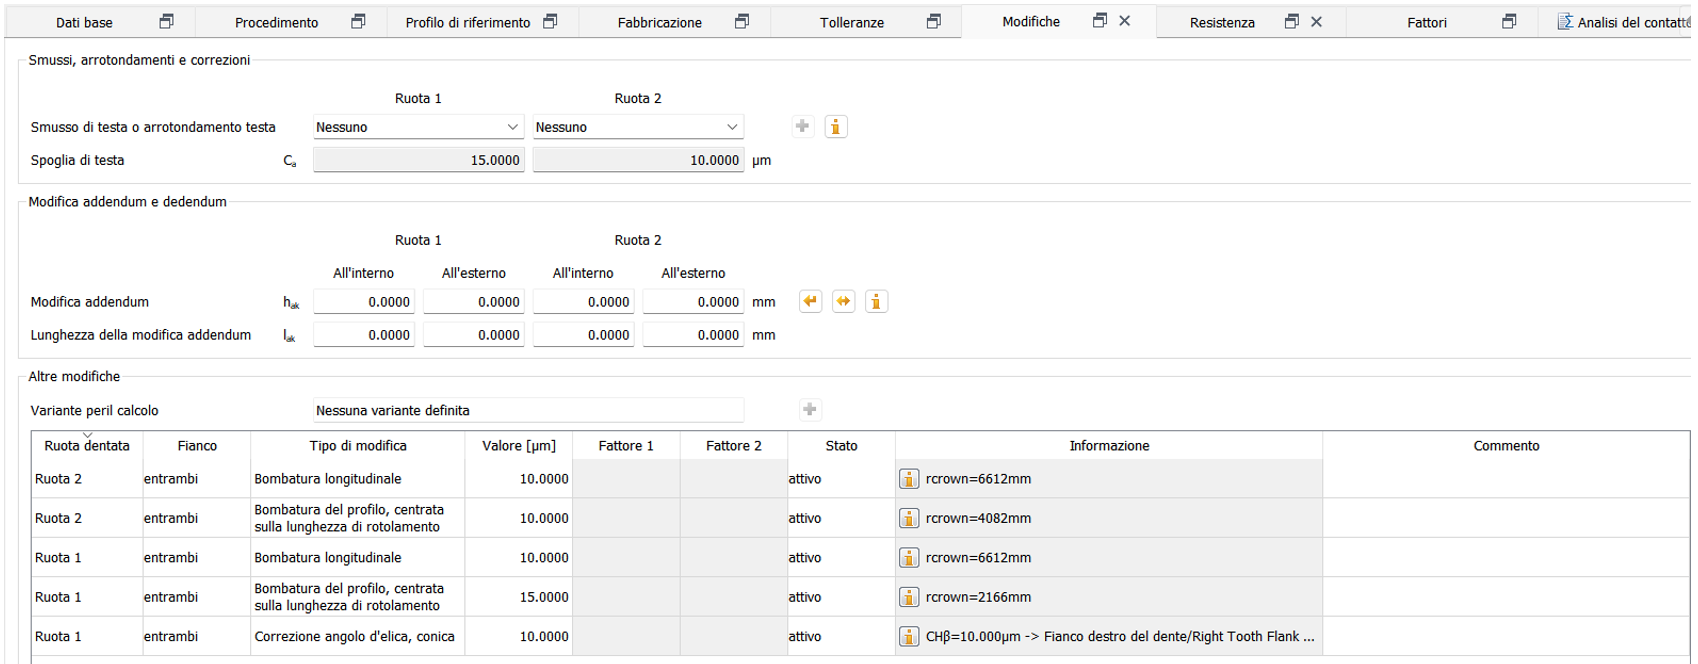 Dati base Procedimento Profilo di riferimento Fabbricazione Tolleranze Modifiche Resistenza Fattori Analisi del contatto
Smussi, arrotondamenti e correzioni
Ruota 1 Ruota 2
Smusso di testa o arrotondamento testa Nessuno Nessuno
Spoglia di testa Ca 15.0000 10.0000 µm
Modifica addendum e dedendum
Ruota 1 Ruota 2
All'interno All'esterno All'interno All'esterno
Modifica addendum hak 0.0000 0.0000 0.0000 0.0000 mm
Lunghezza della modifica addendum lak 0.0000 0.0000 0.0000 0.0000 mm
Altre modifiche
Variante peril calcolo Nessuna variante definita
Ruota dentata Fianco Tipo di modifica Valore [µm] Fattore 1 Fattore 2 Stato Informazione Commento
Ruota 2 entrambi Bombatura longitudinale 10.0000 attivo rcrown=6612mm
Ruota 2 entrambi Bombatura del profilo, centrata
sulla lunghezza di rotolamento 10.0000 attivo rcrown=4082mm
Ruota 1 entrambi Bombatura longitudinale 10.0000 attivo rcrown=6612mm
Ruota 1 entrambi Bombatura del profilo, centrata
sulla lunghezza di rotolamento 15.0000 attivo rcrown=2166mm
Ruota 1 entrambi Correzione angolo d'elica, conica 10.0000 attivo CHβ=10.000µm -> Fianco destro del dente/Right Tooth Flank ...